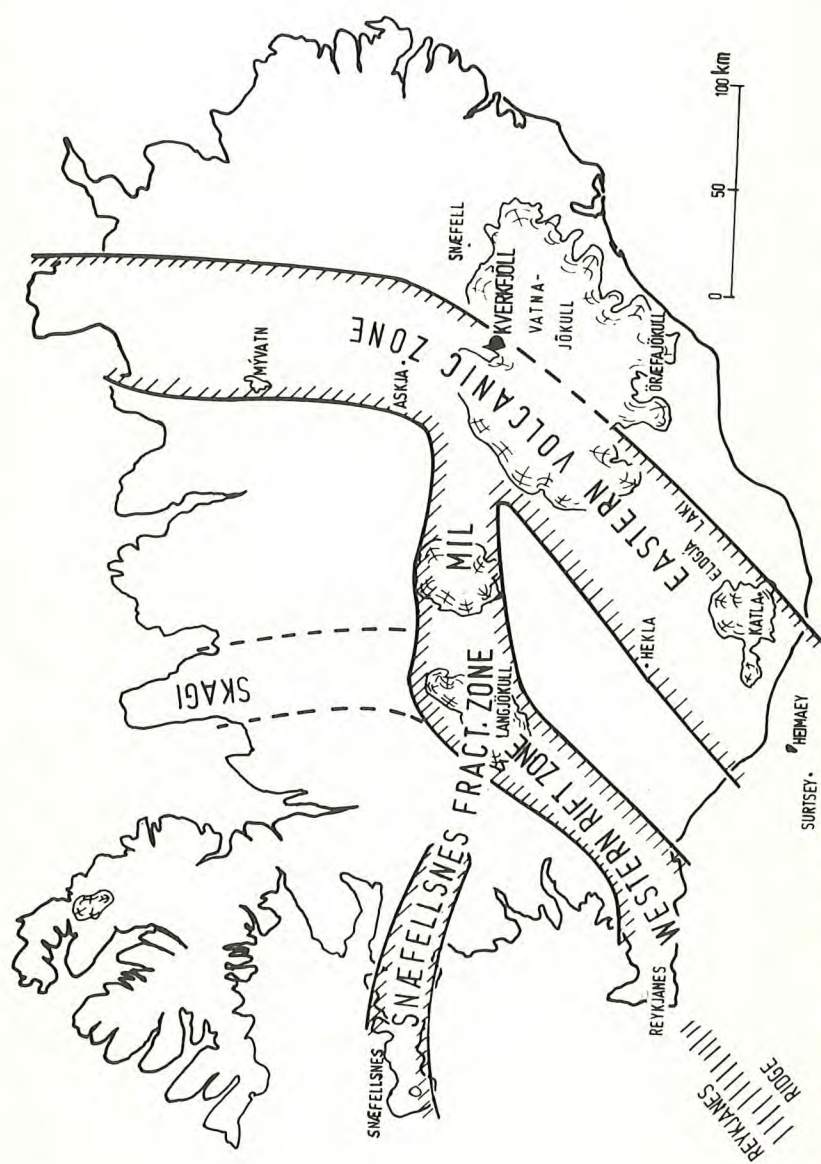 SKAGI
MÝVATN
ASKJA
SNÆFELL
KVERKFJÖLL
VATNA-
JÖKULL
ÖRÆFAJÖKULL
EASTERN VOLCANIC ZONE
MIL
LANGJÖKULL
SNÆFELLSNES FRACT. ZONE
SNÆFELLSNES
WESTERN RIFT ZONE
REYKJANES
REYKJANES
RIDGE
HEKLA
ELDGJÁ
LAKI
KATLA
HEIMAEY
SURTSEY
0 50 100 km